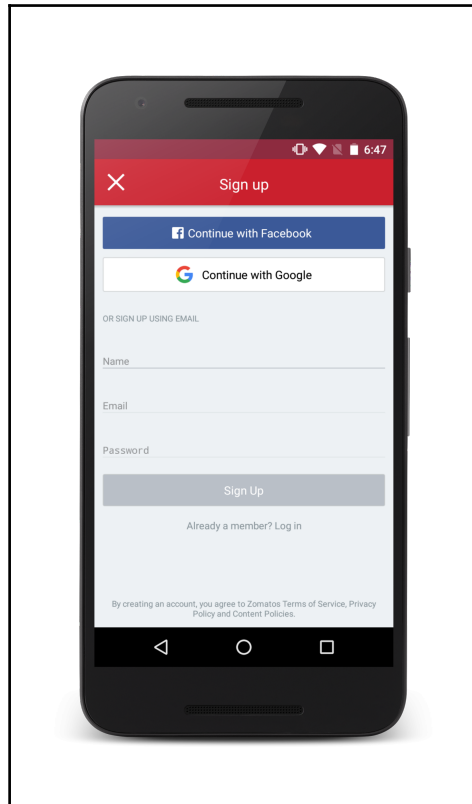 6:47
Sign up
Continue with Facebook
Continue with Google
OR SIGN UP USING EMAIL
Name
Email
Password
Sign Up
Already a member? Log in
By creating an account, you agree to Zomatos Terms of Service, Privacy
Policy and Content Policies.